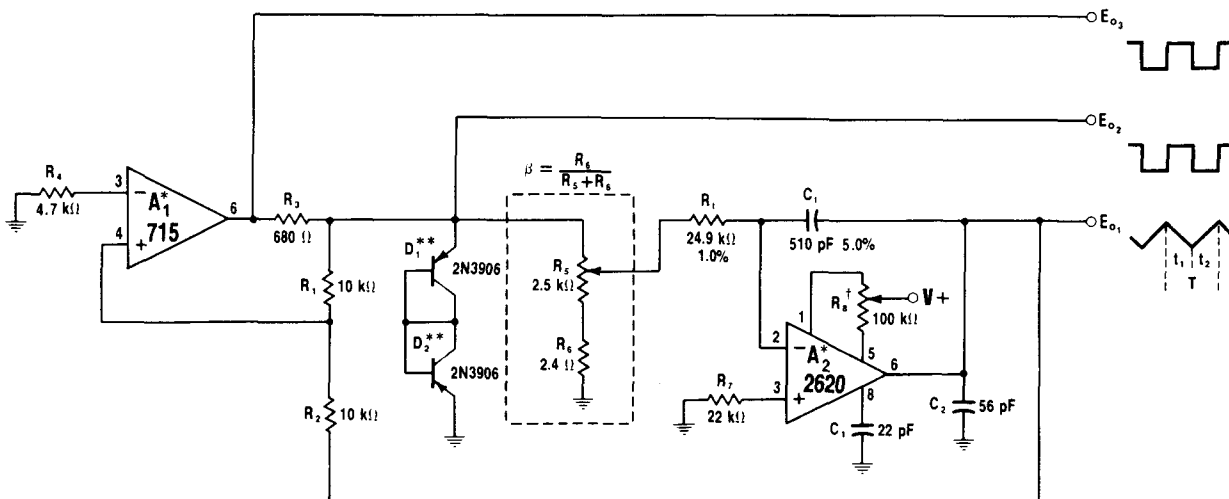 E₀₃
E₀₂
β = R₆ / R₅ + R₆
R₄
4.7 kΩ
3
−
A₁*
715
4
+
6
R₃
680 Ω
R₁ 10 kΩ
R₂ 10 kΩ
D₁**
2N3906
D₂**
2N3906
R₅
2.5 kΩ
R₆
2.4 Ω
R₁
24.9 kΩ
1.0%
C₁
510 pF 5.0%
E₀₁
t₁ t₂
T
1
R₈†
100 kΩ
V+
2
−
A₂*
2620
5
6
3
+
8
R₇
22 kΩ
C₁ 22 pF
C₂ 56 pF